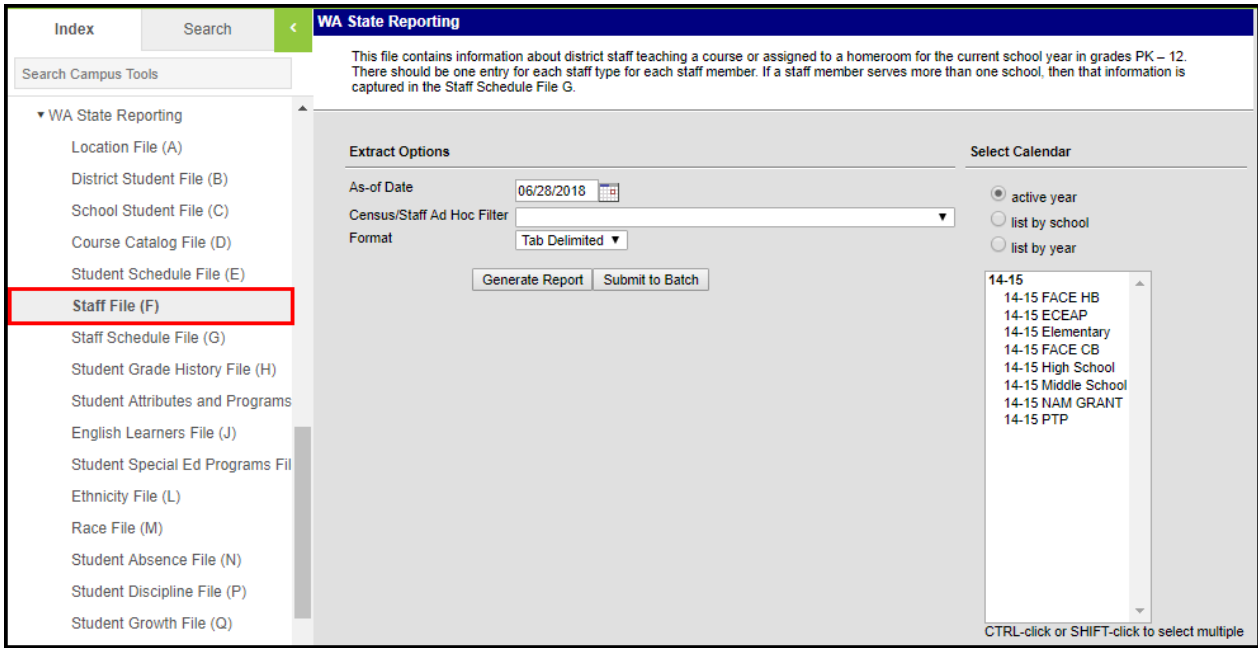 Index
Search
<
Search Campus Tools
WA State Reporting
Location File (A)
District Student File (B)
School Student File (C)
Course Catalog File (D)
Student Schedule File (E)
Staff File (F)
Staff Schedule File (G)
Student Grade History File (H)
Student Attributes and Programs
English Learners File (J)
Student Special Ed Programs Fil
Ethnicity File (L)
Race File (M)
Student Absence File (N)
Student Discipline File (P)
Student Growth File (Q)
WA State Reporting
This file contains information about district staff teaching a course or assigned to a homeroom for the current school year in grades PK – 12.
There should be one entry for each staff type for each staff member. If a staff member serves more than one school, then that information is
captured in the Staff Schedule File G.
Extract Options
As-of Date 06/28/2018
Census/Staff Ad Hoc Filter
Format Tab Delimited
Generate Report Submit to Batch
Select Calendar
active year
list by school
list by year
14-15
14-15 FACE HB
14-15 ECEAP
14-15 Elementary
14-15 FACE CB
14-15 High School
14-15 Middle School
14-15 NAM GRANT
14-15 PTP
CTRL-click or SHIFT-click to select multiple